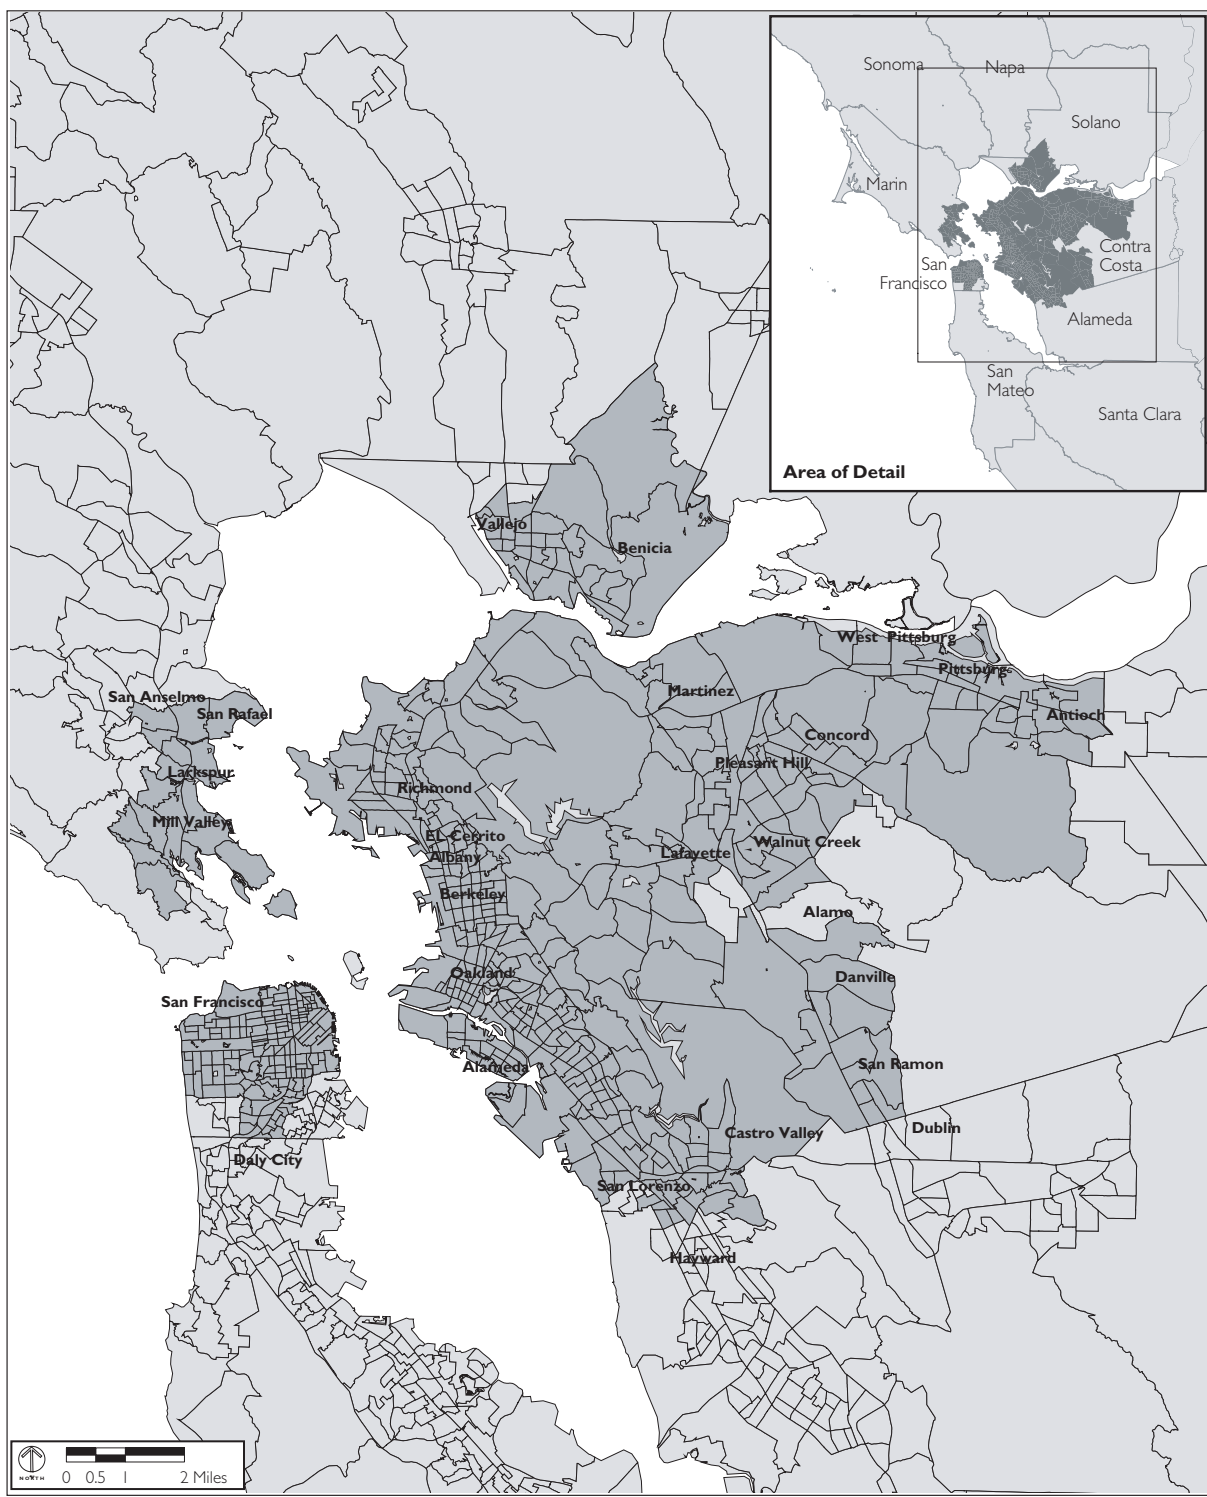 Sonoma
Napa
Solano
Marin
Contra
Costa
San
Francisco
Alameda
San
Mateo
Santa Clara
Area of Detail
Vallejo
Benicia
West Pittsburg
Pittsburg
San Anselmo
Martinez
San Rafael
Antioch
Concord
Pleasant Hill
Larkspur
Richmond
Mill Valley
EL Cerrito
Walnut Creek
Albany
Lafayette
Berkeley
Alamo
Oakland
Danville
San Francisco
Alameda
San Ramon
Castro Valley
Dublin
Daly City
San Lorenzo
Hayward
NORTH
0 0.5 1 2 Miles